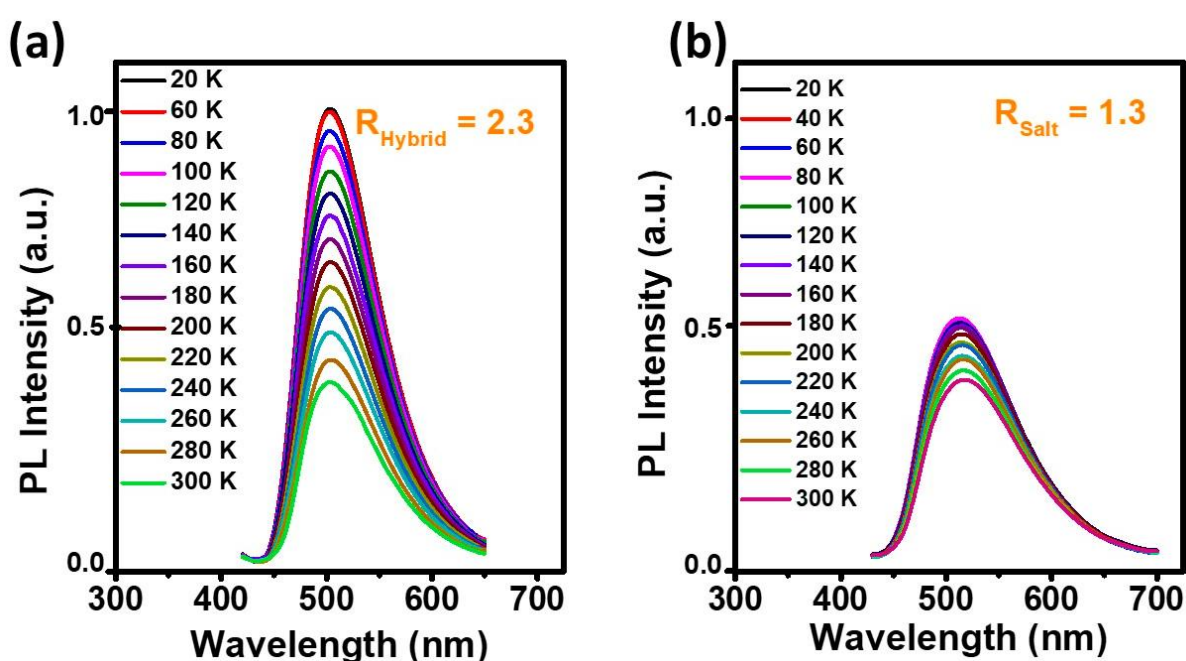 (a)
20 K
60 K
80 K
100 K
120 K
140 K
160 K
180 K
200 K
220 K
240 K
260 K
280 K
300 K
R_Hybrid = 2.3
1.0
0.5
0.0
PL Intensity (a.u.)
300 400 500 600 700
Wavelength (nm)
(b)
20 K
40 K
60 K
80 K
100 K
120 K
140 K
160 K
180 K
200 K
220 K
240 K
260 K
280 K
300 K
R_Salt = 1.3
1.0
0.5
0.0
PL Intensity (a.u.)
300 400 500 600 700
Wavelength (nm)